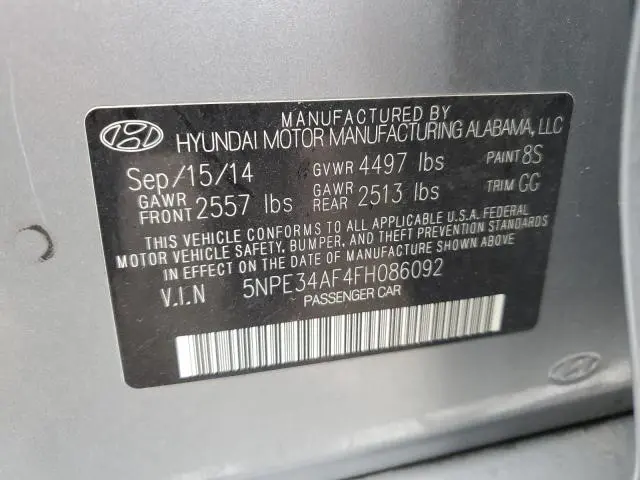 MANUFACTURED BY
HYUNDAI MOTOR MANUFACTURING ALABAMA, LLC
Sep/15/14 GVWR 4497 lbs PAINT 8S
GAWR FRONT 2557 lbs GAWR REAR 2513 lbs TRIM GG
THIS VEHICLE CONFORMS TO ALL APPLICABLE U.S.A. FEDERAL
MOTOR VEHICLE SAFETY, BUMPER, AND THEFT PREVENTION STANDARDS
IN EFFECT ON THE DATE OF MANUFACTURE SHOWN ABOVE.
V.I.N 5NPE34AF4FH086092
PASSENGER CAR